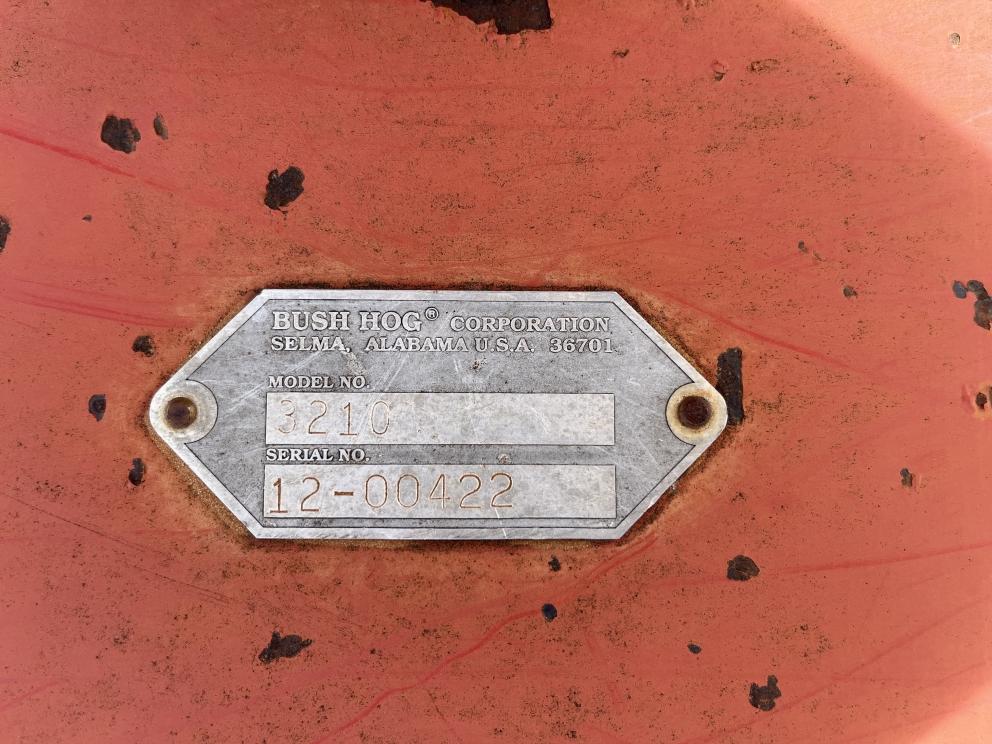 BUSH HOG® CORPORATION
SELMA, ALABAMA U.S.A. 36701
MODEL NO.
3210
SERIAL NO.
12-00422